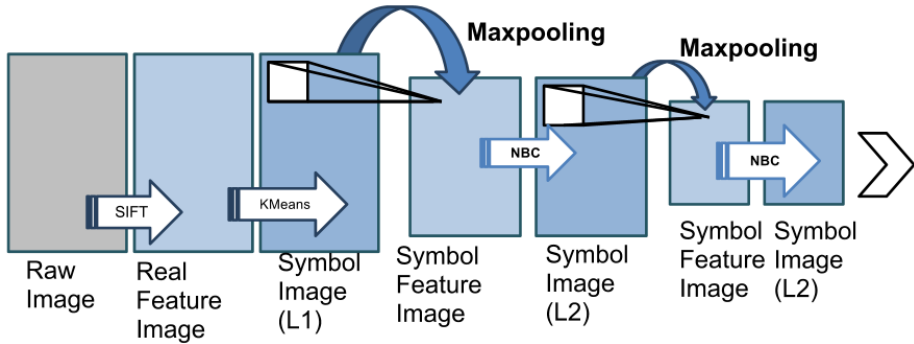 Maxpooling
Maxpooling
SIFT
KMeans
NBC
NBC
Raw
Image
Real
Feature
Image
Symbol
Image
(L1)
Symbol
Feature
Image
Symbol
Image
(L2)
Symbol
Feature
Image
Symbol
Image
(L2)